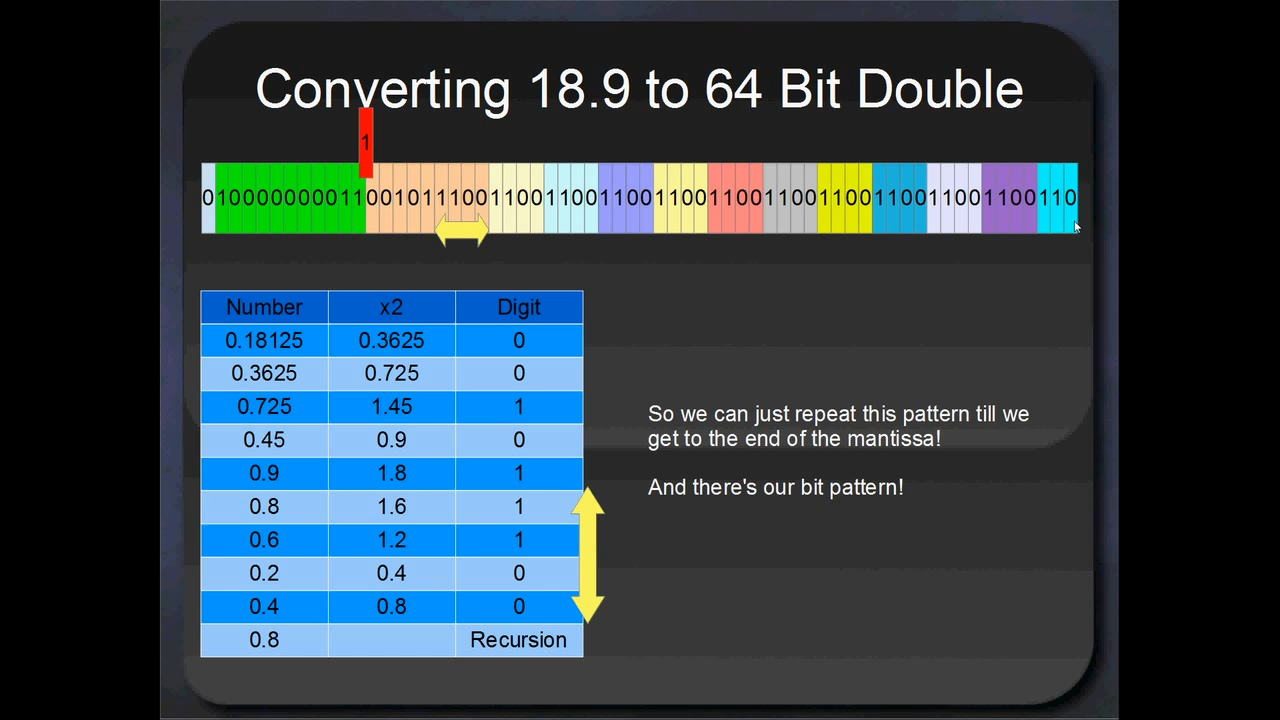 Converting 18.9 to 64 Bit Double
1
0100000000110010111001100110011001100110011001100110011001100110
Number x2 Digit
0.18125 0.3625 0
0.3625 0.725 0
0.725 1.45 1
0.45 0.9 0
0.9 1.8 1
0.8 1.6 1
0.6 1.2 1
0.2 0.4 0
0.4 0.8 0
0.8 Recursion
So we can just repeat this pattern till we
get to the end of the mantissa!
And there's our bit pattern!